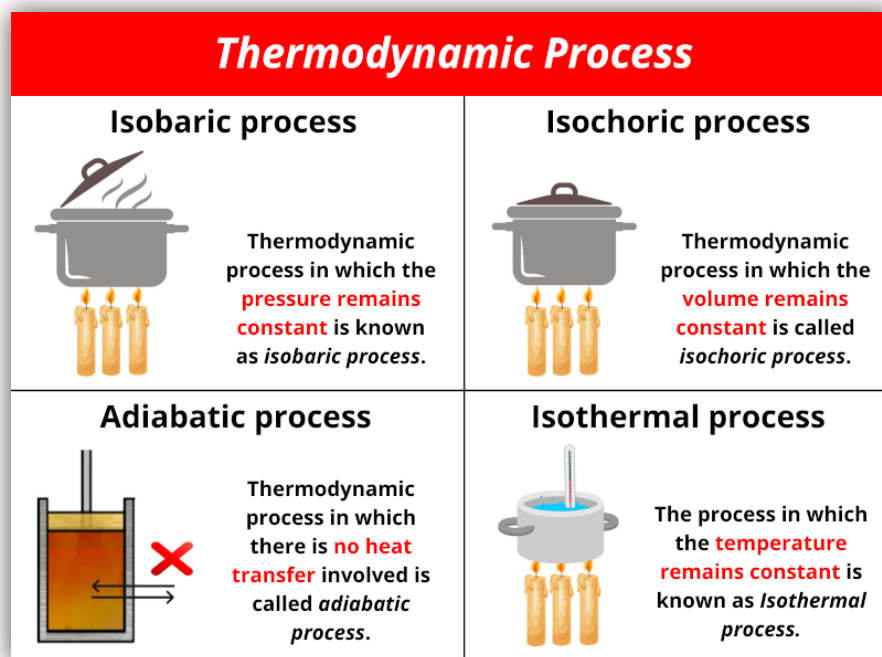 Thermodynamic Process
Isobaric process
Thermodynamic
process in which the
pressure remains
constant is known
as isobaric process.
Isochoric process
Thermodynamic
process in which the
volume remains
constant is called
isochoric process.
Adiabatic process
Thermodynamic
process in which
there is no heat
transfer involved is
called adiabatic
process.
Isothermal process
The process in which
the temperature
remains constant is
known as Isothermal
process.